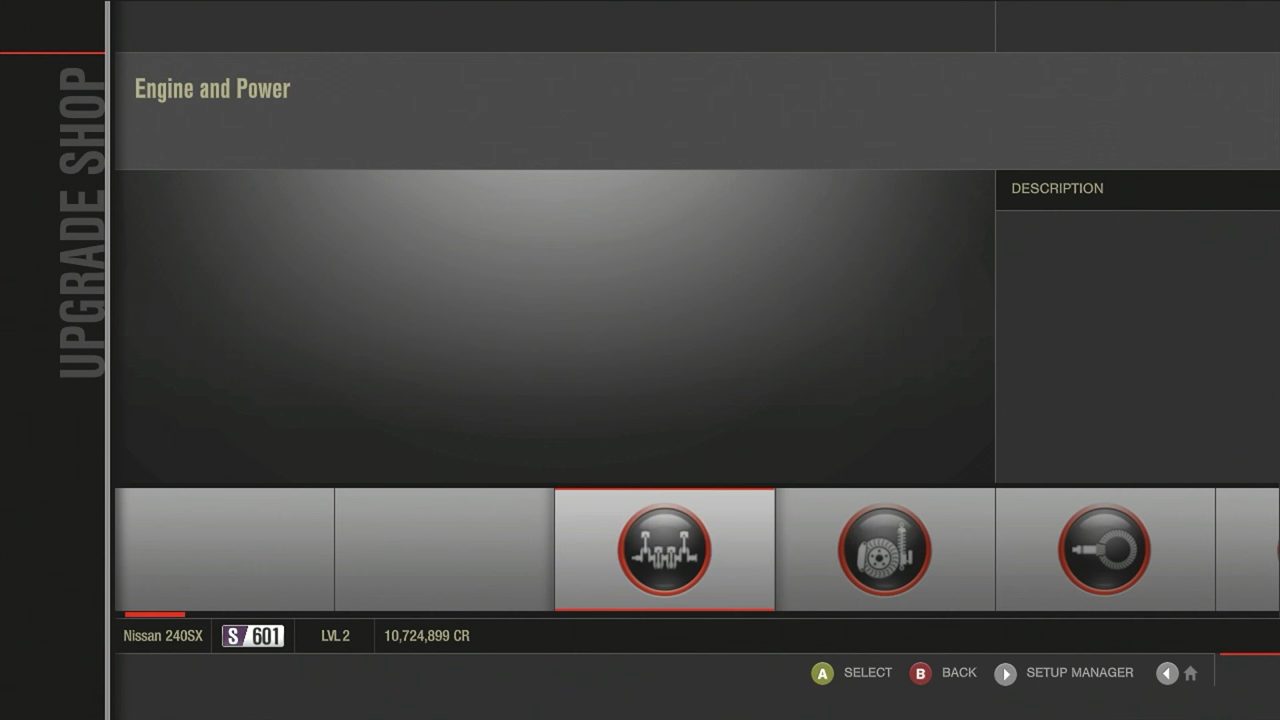 UPGRADE SHOP
Engine and Power
DESCRIPTION
Nissan 240SX S 601 LVL 2 10,724,899 CR
A SELECT B BACK SETUP MANAGER